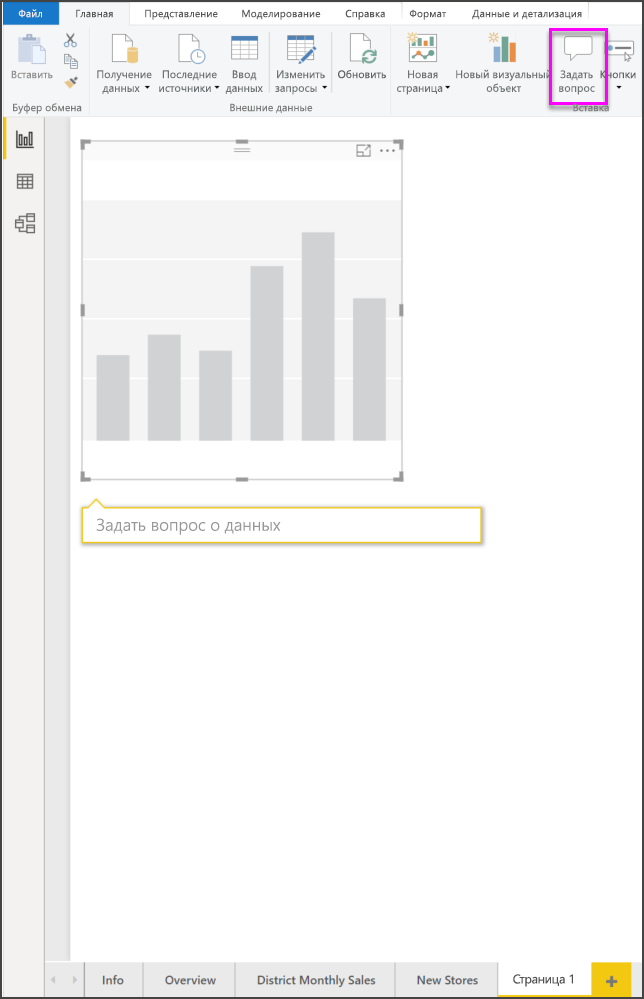 Файл Главная Представление Моделирование Справка Формат Данные и детализация
Вставить Получение данных Последние источники Ввод данных Изменить запросы Обновить Новая страница Новый визуальный объект Задать вопрос Кнопки
Буфер обмена Внешние данные Вставка
Задать вопрос о данных
Info Overview District Monthly Sales New Stores Страница 1